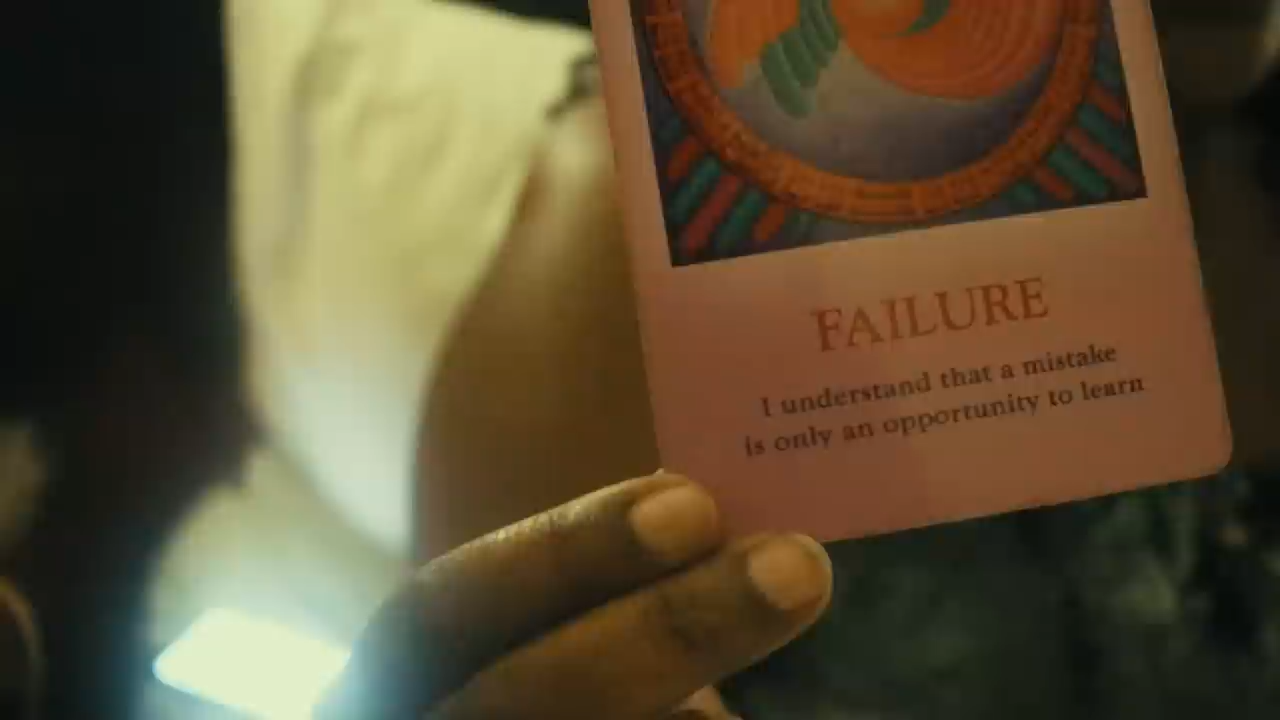 FAILURE
I understand that a mistake
is only an opportunity to learn